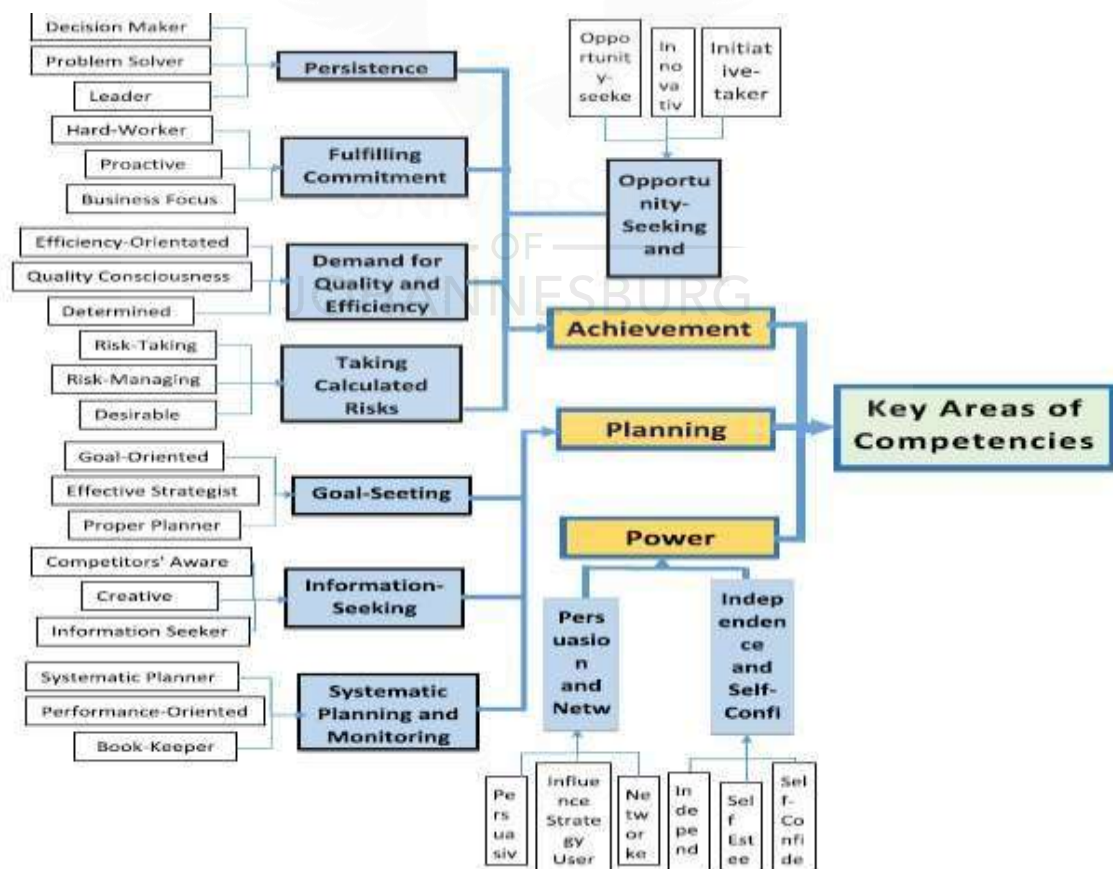 Decision Maker
Problem Solver
Leader
Persistence
Hard-Worker
Proactive
Business Focus
Fulfilling
Commitment
Efficiency-Orientated
Quality Consciousness
Determined
Demand for
Quality and
Efficiency
Risk-Taking
Risk-Managing
Desirable
Taking
Calculated
Risks
Goal-Oriented
Effective Strategist
Proper Planner
Goal-Seeting
Competitors' Aware
Creative
Information Seeker
Information-
Seeking
Systematic Planner
Performance-Oriented
Book-Keeper
Systematic
Planning and
Monitoring
Oppo
rtunit
y-
seeke
In
no
va
tiv
Initiat
ive-
taker
Opportu
nity-
Seeking
and
UNIVERS
OF
JOHANNESBURG
Achievement
Planning
Power
Key Areas of
Competencies
Pers
uasio
n
and
Netw
Indep
enden
ce
and
Self-
Confi
Pe
rs
uasiv
Influe
nce
Strate
gy
User
Ne
tw
or
ke
In
de
pe
nd
Self
Est
ee
Sel
f-
Co
nfi
de